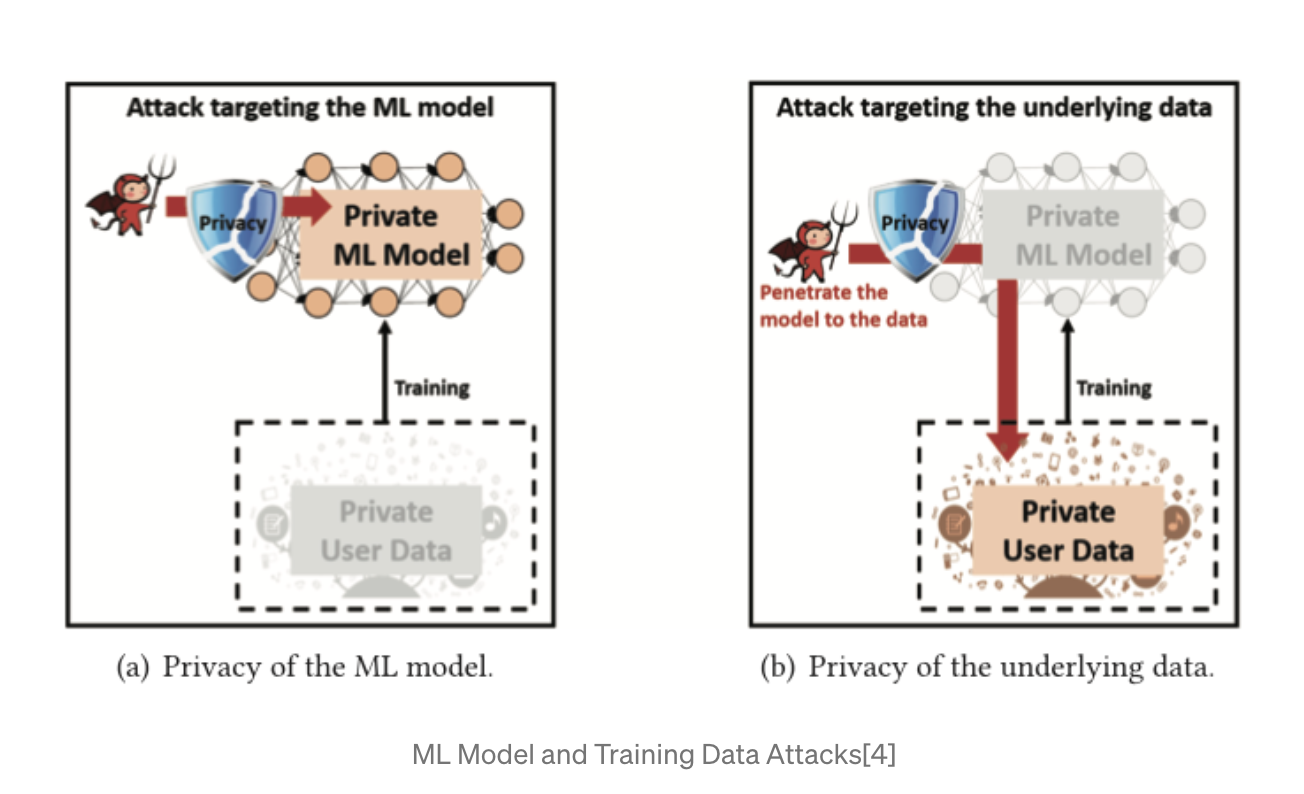 Attack targeting the ML model
Privacy
Private
ML Model
Training
Private
User Data
(a) Privacy of the ML model.
Attack targeting the underlying data
Privacy
Private
ML Model
Penetrate the
model to the data
Training
Private
User Data
(b) Privacy of the underlying data.
ML Model and Training Data Attacks[4]